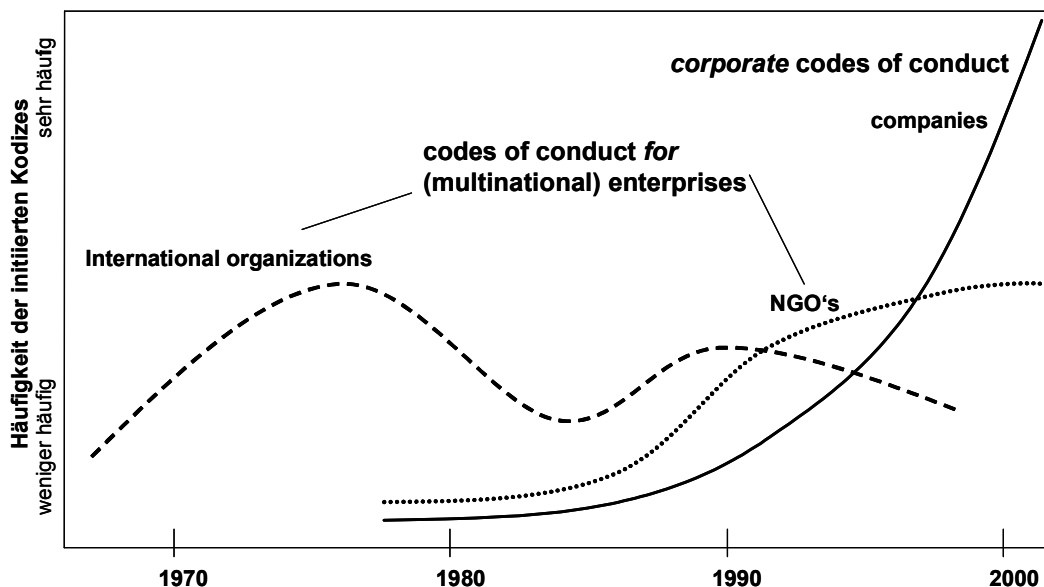 corporate codes of conduct
companies
codes of conduct for
(multinational) enterprises
International organizations
NGO‘s
Häufigkeit der initiierten Kodizes
weniger häufig
sehr häufg
1970
1980
1990
2000